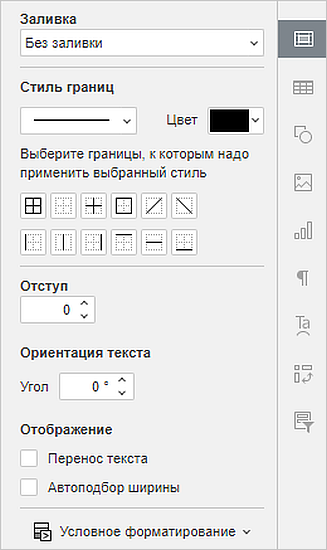 Заливка
Без заливки
Стиль границ
Цвет
Выберите границы, к которым надо
применить выбранный стиль
Отступ
0
Ориентация текста
Угол 0 °
Отображение
Перенос текста
Автоподбор ширины
Условное форматирование